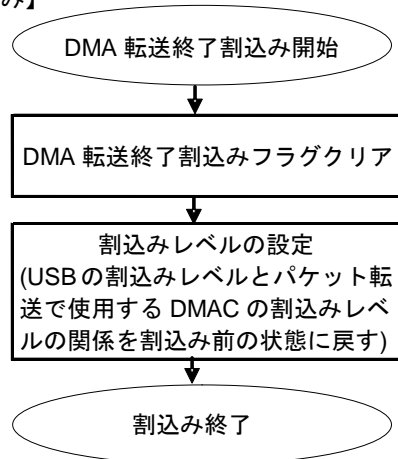 み】
DMA 転送終了割込み開始
DMA 転送終了割込みフラグクリア
割込みレベルの設定
(USBの割込みレベルとパケット転
送で使用する DMAC の割込みレベ
ルの関係を割込み前の状態に戻す)
割込み終了